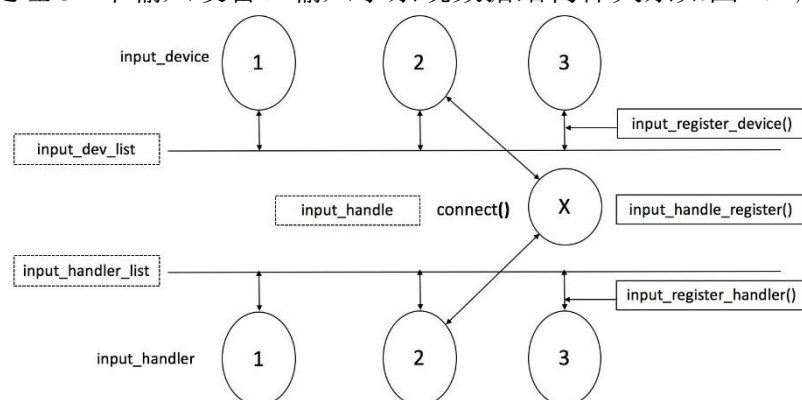 input_device
1
2
3
input_register_device()
input_dev_list
input_handle
connect()
X
input_handle_register()
input_handler_list
input_register_handler()
input_handler
1
2
3